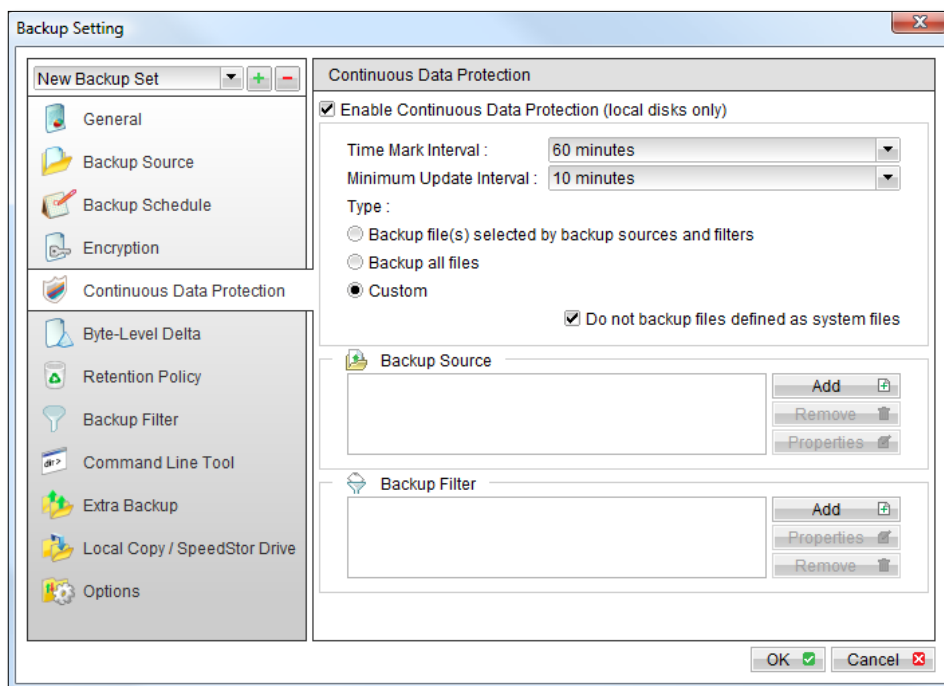 Backup Setting
New Backup Set
General
Backup Source
Backup Schedule
Encryption
Continuous Data Protection
Byte-Level Delta
Retention Policy
Backup Filter
dir>
Command Line Tool
Extra Backup
Local Copy / SpeedStor Drive
Options
Continuous Data Protection
Enable Continuous Data Protection (local disks only)
Time Mark Interval : 60 minutes
Minimum Update Interval : 10 minutes
Type :
Backup file(s) selected by backup sources and filters
Backup all files
Custom
Do not backup files defined as system files
Backup Source
Add
Remove
Properties
Backup Filter
Add
Properties
Remove
OK
Cancel